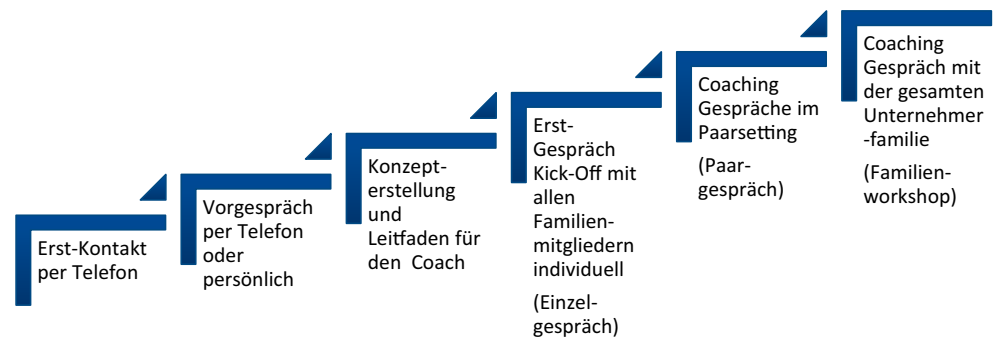 Erst-Kontakt
per Telefon
Vorgespräch
per Telefon
oder
persönlich
Konzept-
erstellung
und
Leitfaden für
den Coach
Erst-
Gespräch
Kick-Off mit
allen
Familien-
mitgliedern
individuell
(Einzel-
gespräch)
Coaching
Gespräche im
Paarsetting
(Paar-
gespräch)
Coaching
Gespräch mit
der gesamten
Unternehmer
-familie
(Familien-
workshop)